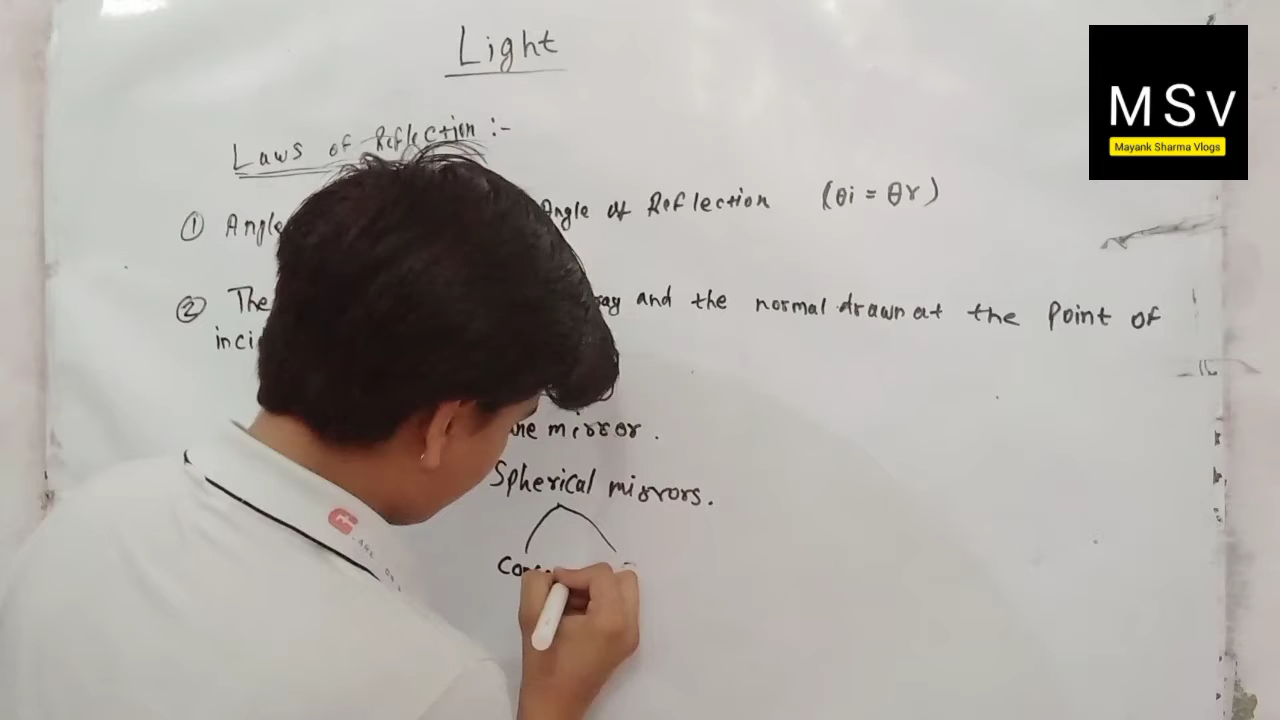 Light
MSV
Mayank Sharma Vlogs
Laws of Reflection :-
① Angle Angle of Reflection (θi = θr)
② The ray and the normal drawn at the Point of
inci
mirror.
Spherical mirrors.